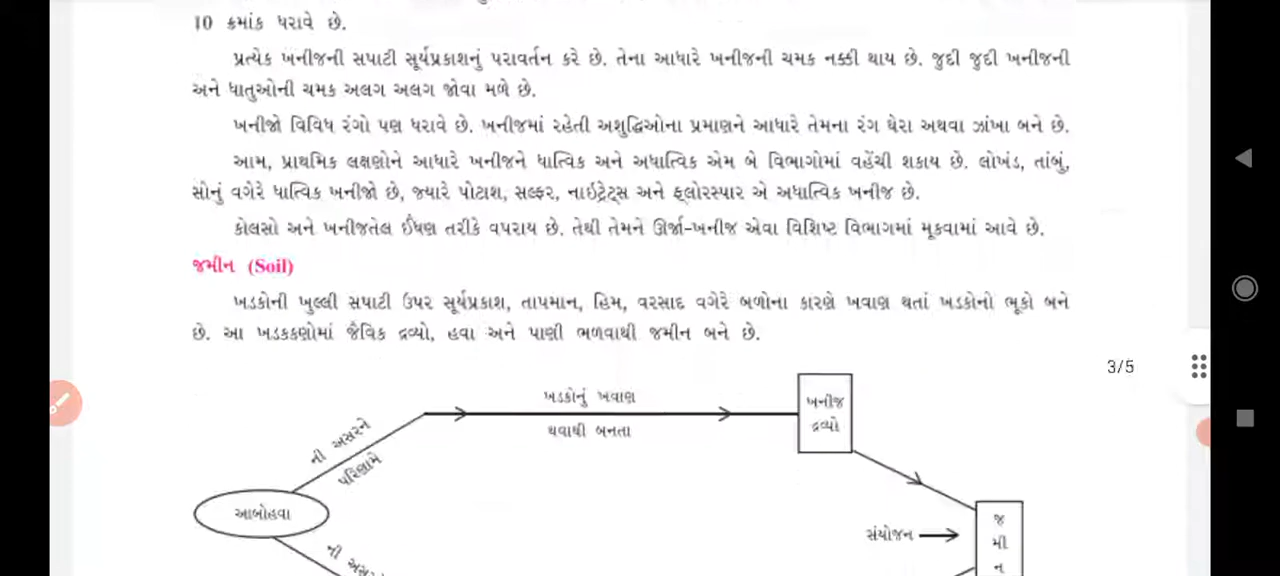 10 ક્રમાંક ધરાવે છે.
પ્રત્યેક ખનીજની સપાટી સૂર્યપ્રકાશનું પરાવર્તન કરે છે. તેના આધારે ખનીજની ચમક નક્કી થાય છે. જુદી જુદી ખનીજની
અને ધાતુઓની ચમક અલગ અલગ જોવા મળે છે.
ખનીજો વિવિધ રંગો પણ ધરાવે છે. ખનીજમાં રહેતી અશુદ્ધિઓના પ્રમાણને આધારે તેમના રંગ ઘેરા અથવા ઝાંખા બને છે.
આમ, પ્રાથમિક લક્ષણોને આધારે ખનીજને ધાત્વિક અને અધાત્વિક એમ બે વિભાગોમાં વહેંચી શકાય છે. લોખંડ, તાંબું,
સોનું વગેરે ધાત્વિક ખનીજો છે, જ્યારે પોટાશ, સલ્ફર, નાઇટ્રેટ્સ અને ફ્લોરસ્પાર એ અધાત્વિક ખનીજ છે.
કોલસો અને ખનીજતેલ ઈંધણ તરીકે વપરાય છે. તેથી તેમને ઊર્જા-ખનીજ એવા વિશિષ્ટ વિભાગમાં મૂકવામાં આવે છે.
જમીન (Soil)
ખડકોની ખુલ્લી સપાટી ઉપર સૂર્યપ્રકાશ, તાપમાન, હિમ, વરસાદ વગેરે બળોના કારણે ખવાણ થતાં ખડકોનો ભૂકો બને
છે. આ ખડકકણોમાં જૈવિક દ્રવ્યો, હવા અને પાણી ભળવાથી જમીન બને છે.
3/5
ખડકોનું ખવાણ
થવાથી બનતા
ખનીજ
દ્રવ્યો
ની અસરને
પરિણામે
આબોહવા
સંયોજન
જ
મી
ન
ની